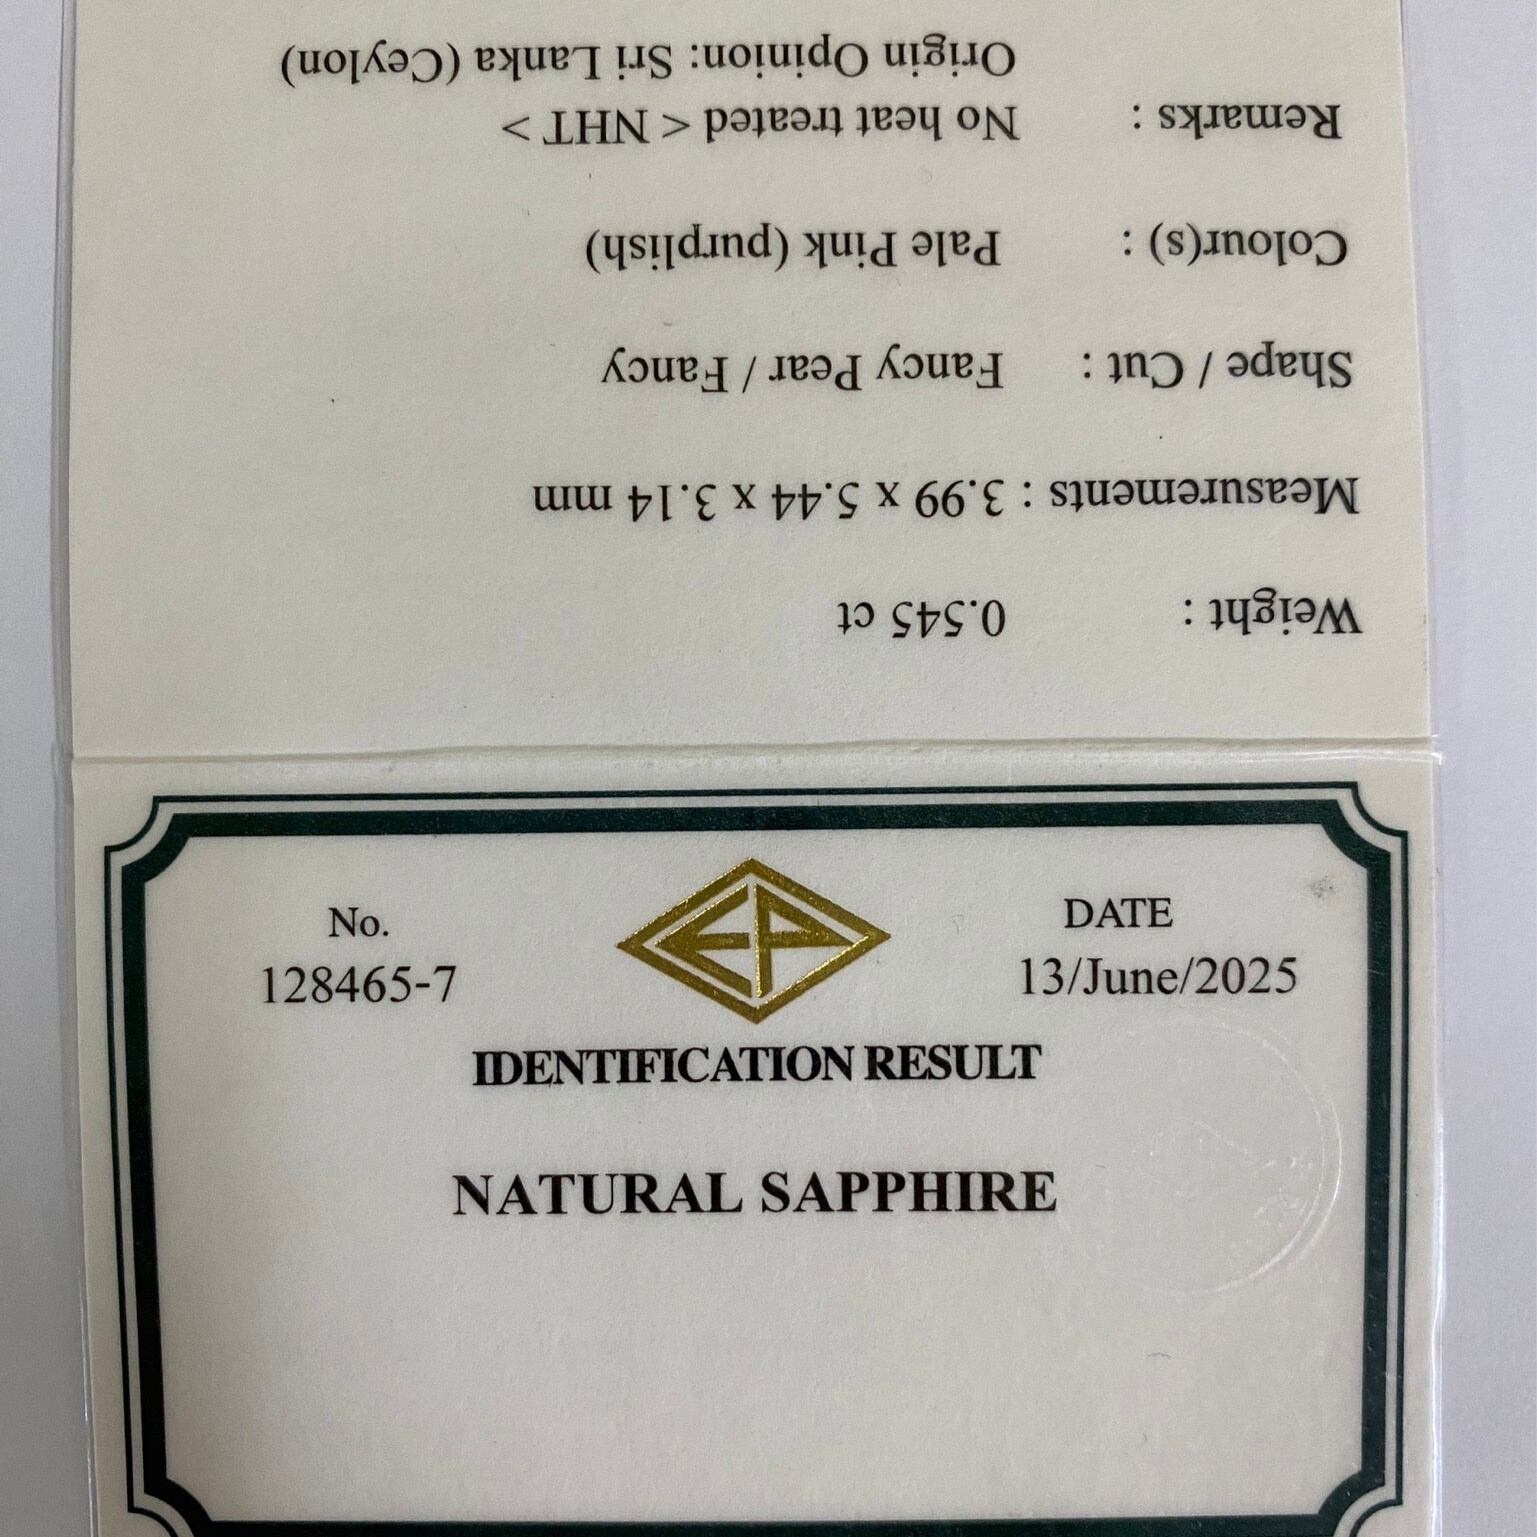 Weight : 0.545 ct
Measurements : 3.99 x 5.44 x 3.14 mm
Shape / Cut : Fancy Pear / Fancy
Colour(s) : Pale Pink (purplish)
Remarks : No heat treated < NHT >
Origin Opinion: Sri Lanka (Ceylon)
EP
No. DATE
128465-7 13/June/2025
IDENTIFICATION RESULT
NATURAL SAPPHIRE